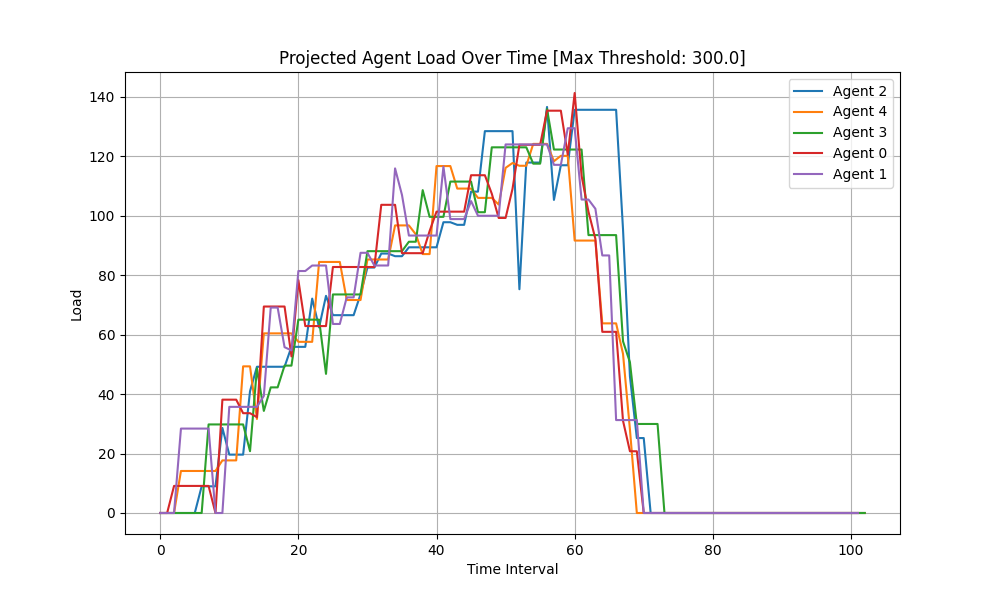 Projected Agent Load Over Time [Max Threshold: 300.0]
Load
140
120
100
80
60
40
20
0
0 20 40 60 80 100
Time Interval
Agent 2
Agent 4
Agent 3
Agent 0
Agent 1